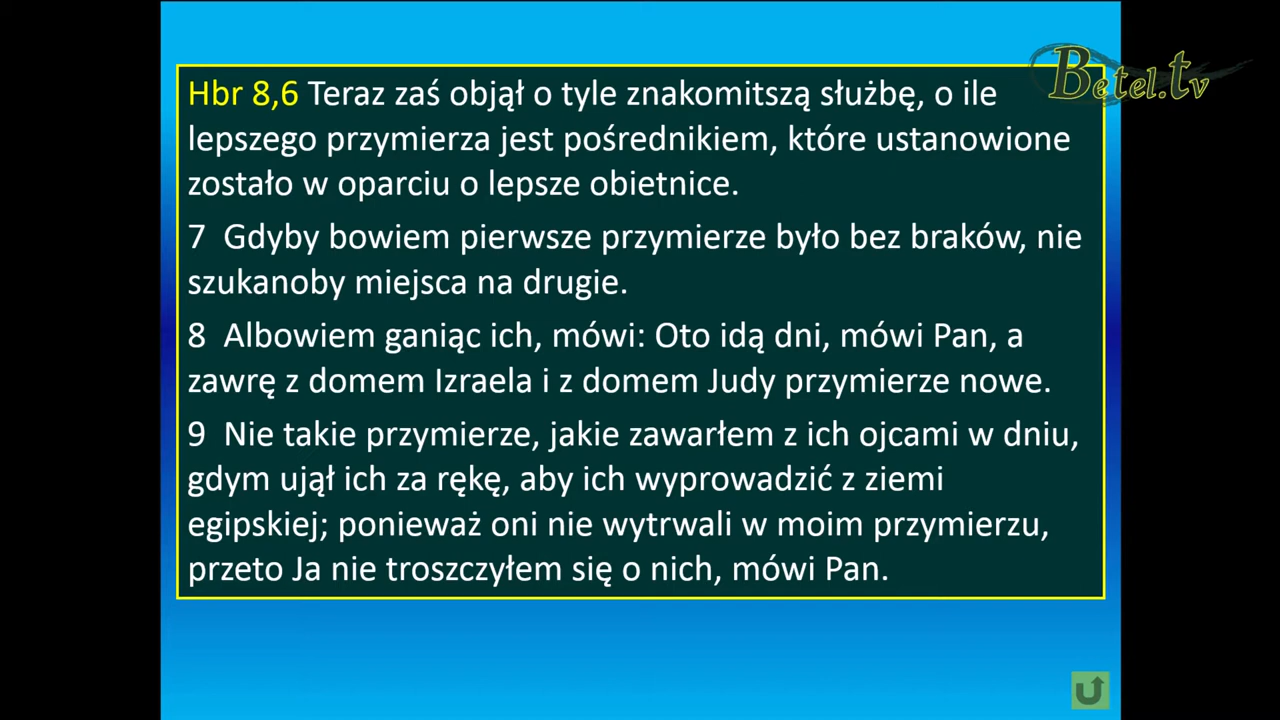 Betel.tv
Hbr 8,6 Teraz zaś objął o tyle znakomitszą służbę, o ile
lepszego przymierza jest pośrednikiem, które ustanowione
zostało w oparciu o lepsze obietnice.
7 Gdyby bowiem pierwsze przymierze było bez braków, nie
szukanoby miejsca na drugie.
8 Albowiem ganiąc ich, mówi: Oto idą dni, mówi Pan, a
zawrę z domem Izraela i z domem Judy przymierze nowe.
9 Nie takie przymierze, jakie zawarłem z ich ojcami w dniu,
gdym ujął ich za rękę, aby ich wyprowadzić z ziemi
egipskiej; ponieważ oni nie wytrwali w moim przymierzu,
przeto Ja nie troszczyłem się o nich, mówi Pan.